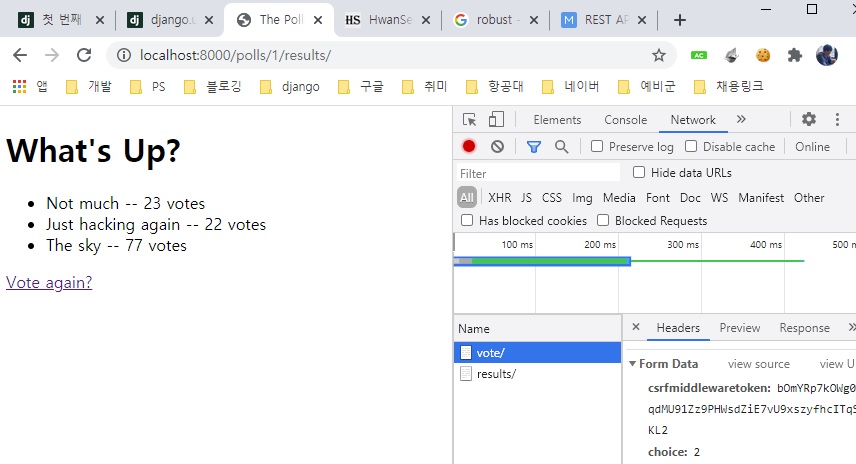 첫 번째
django.u
The Poll
HwanSe
robust -
REST AP
localhost:8000/polls/1/results/
앱 개발 PS 블로깅 django 구글 취미 항공대 네이버 예비군 채용링크
What's Up?
Not much -- 23 votes
Just hacking again -- 22 votes
The sky -- 77 votes
Vote again?
Elements Console Network
Preserve log Disable cache Online
Filter Hide data URLs
All XHR JS CSS Img Media Font Doc WS Manifest Other
Has blocked cookies Blocked Requests
100 ms 200 ms 300 ms 400 ms 500 m
Name
vote/
results/
Headers Preview Response
Form Data view source view U
csrfmiddlewaretoken: bOmYRp7kOWg0
qdMU91Zz9PHWsdZiE7vU9xszyfhcITqS
KL2
choice: 2